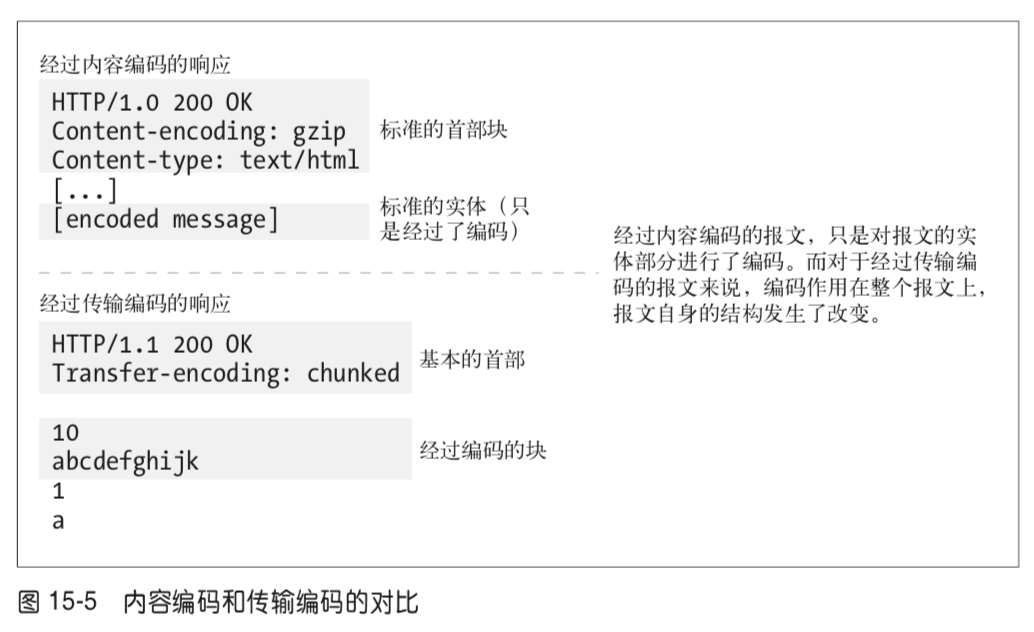 经过内容编码的响应
HTTP/1.0 200 OK
Content-encoding: gzip
Content-type: text/html
标准的首部块
[...]
[encoded message]
标准的实体（只
是经过了编码）
经过内容编码的报文，只是对报文的实
体部分进行了编码。而对于经过传输编
码的报文来说，编码作用在整个报文上，
报文自身的结构发生了改变。
经过传输编码的响应
HTTP/1.1 200 OK
Transfer-encoding: chunked
基本的首部
10
abcdefghijk
经过编码的块
1
a
图 15-5 内容编码和传输编码的对比